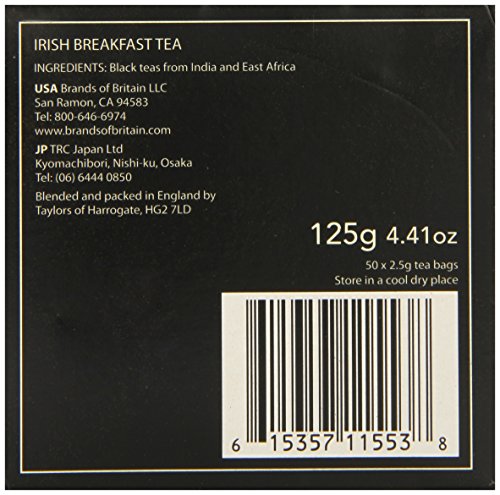 IRISH BREAKFAST TEA
INGREDIENTS: Black teas from India and East Africa
USA Brands of Britain LLC
San Ramon, CA 94583
Tel: 800-646-6974
www.brandsofbritain.com
JP TRC Japan Ltd
Kyomachibori, Nishi-ku, Osaka
Tel: (06) 6444 0850
Blended and packed in England by
Taylors of Harrogate, HG2 7LD
125g 4.41oz
50 x 2.5g tea bags
Store in a cool dry place
6 15357 11553 8